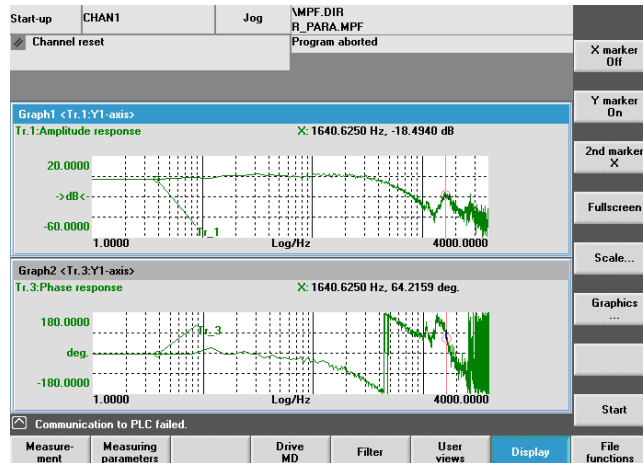 Start-up
CHAN1
Jog
\MPF.DIR
R_PARA.MPF
Channel reset
Program aborted
X marker
Off
Graph1 <Tr.1:Y1-axis>
Tr.1:Amplitude response
X: 1640.6250 Hz, -18.4940 dB
20.0000
->dB<-
-60.0000
Tr_1
1.0000
Log/Hz
4000.0000
Y marker
On
2nd marker
X
Fullscreen
Scale...
Graph2 <Tr.3:Y1-axis>
Tr.3:Phase response
X: 1640.6250 Hz, 64.2159 deg.
180.0000
deg.
-180.0000
Tr_3
1.0000
Log/Hz
4000.0000
Graphics
...
Start
Communication to PLC failed.
Measure-
ment
Measuring
parameters
Drive
MD
Filter
User
views
Display
File
functions